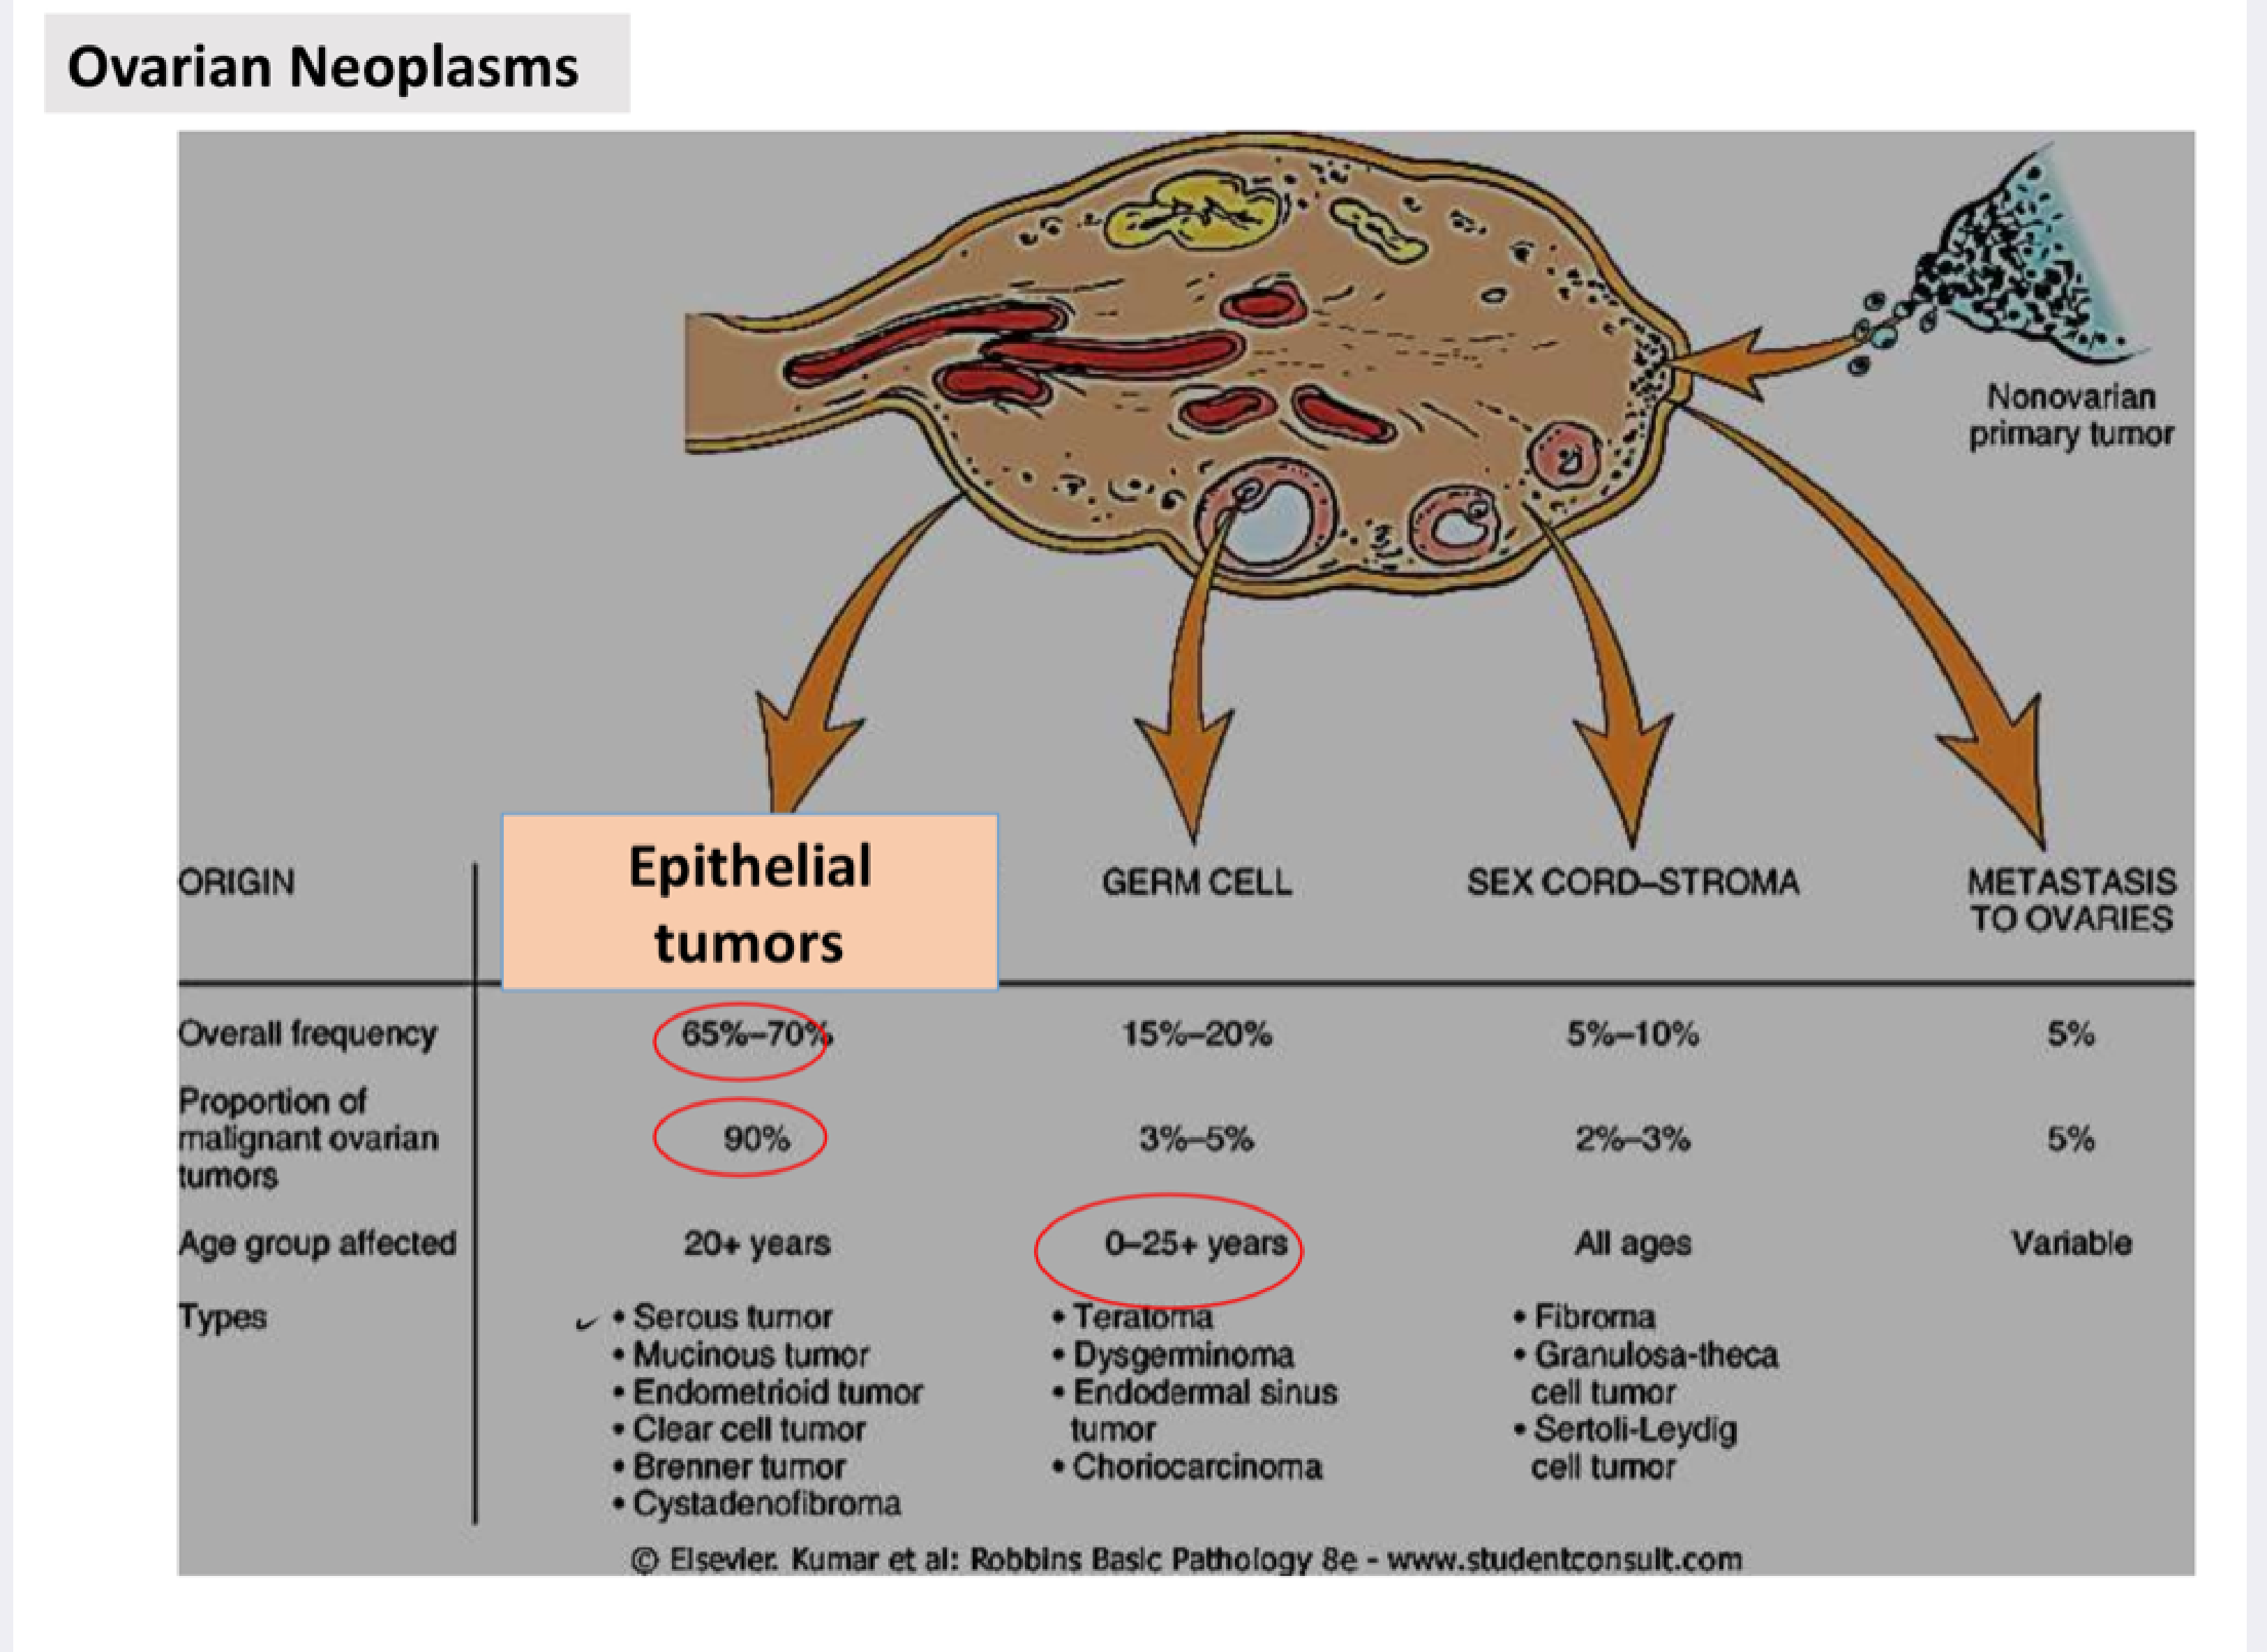 Ovarian Neoplasms
Nonovarian
primary tumor
ORIGIN
Epithelial
tumors
GERM CELL
SEX CORD–STROMA
METASTASIS
TO OVARIES
Overall frequency
65%–70%
15%–20%
5%–10%
5%
Proportion of
malignant ovarian
tumors
90%
3%–5%
2%–3%
5%
Age group affected
20+ years
0–25+ years
All ages
Variable
Types
• Serous tumor
• Mucinous tumor
• Endometrioid tumor
• Clear cell tumor
• Brenner tumor
• Cystadenofibroma
• Teratoma
• Dysgerminoma
• Endodermal sinus
tumor
• Choriocarcinoma
• Fibroma
• Granulosa-theca
cell tumor
• Sertoli-Leydig
cell tumor
© Elsevier. Kumar et al: Robbins Basic Pathology 8e - www.studentconsult.com